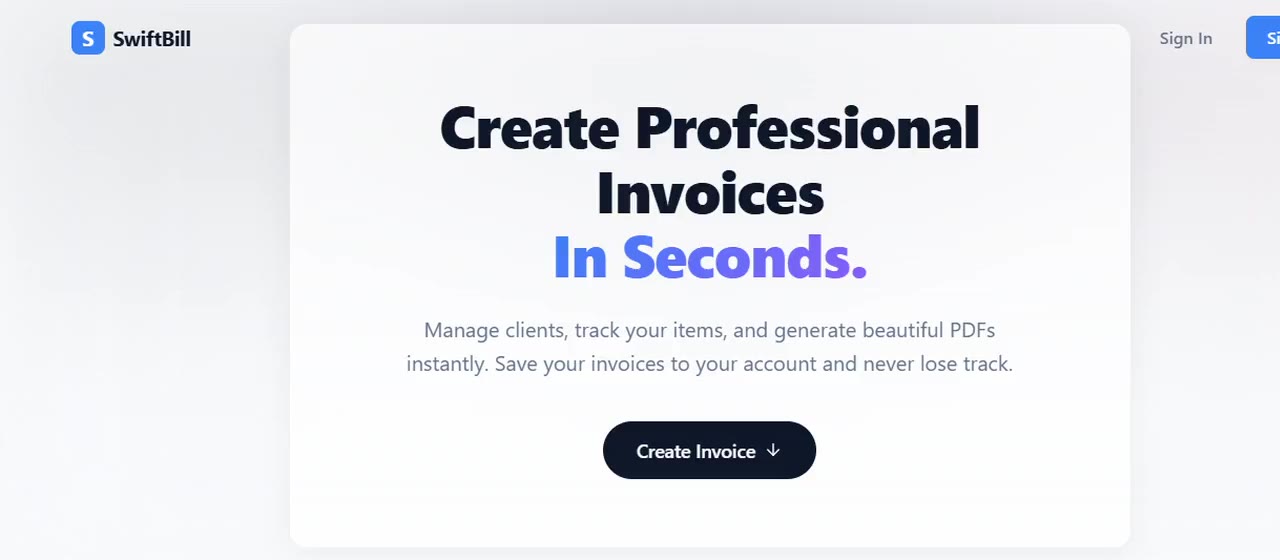 S SwiftBill
Sign In
Si
Create Professional
Invoices
In Seconds.
Manage clients, track your items, and generate beautiful PDFs
instantly. Save your invoices to your account and never lose track.
Create Invoice ↓